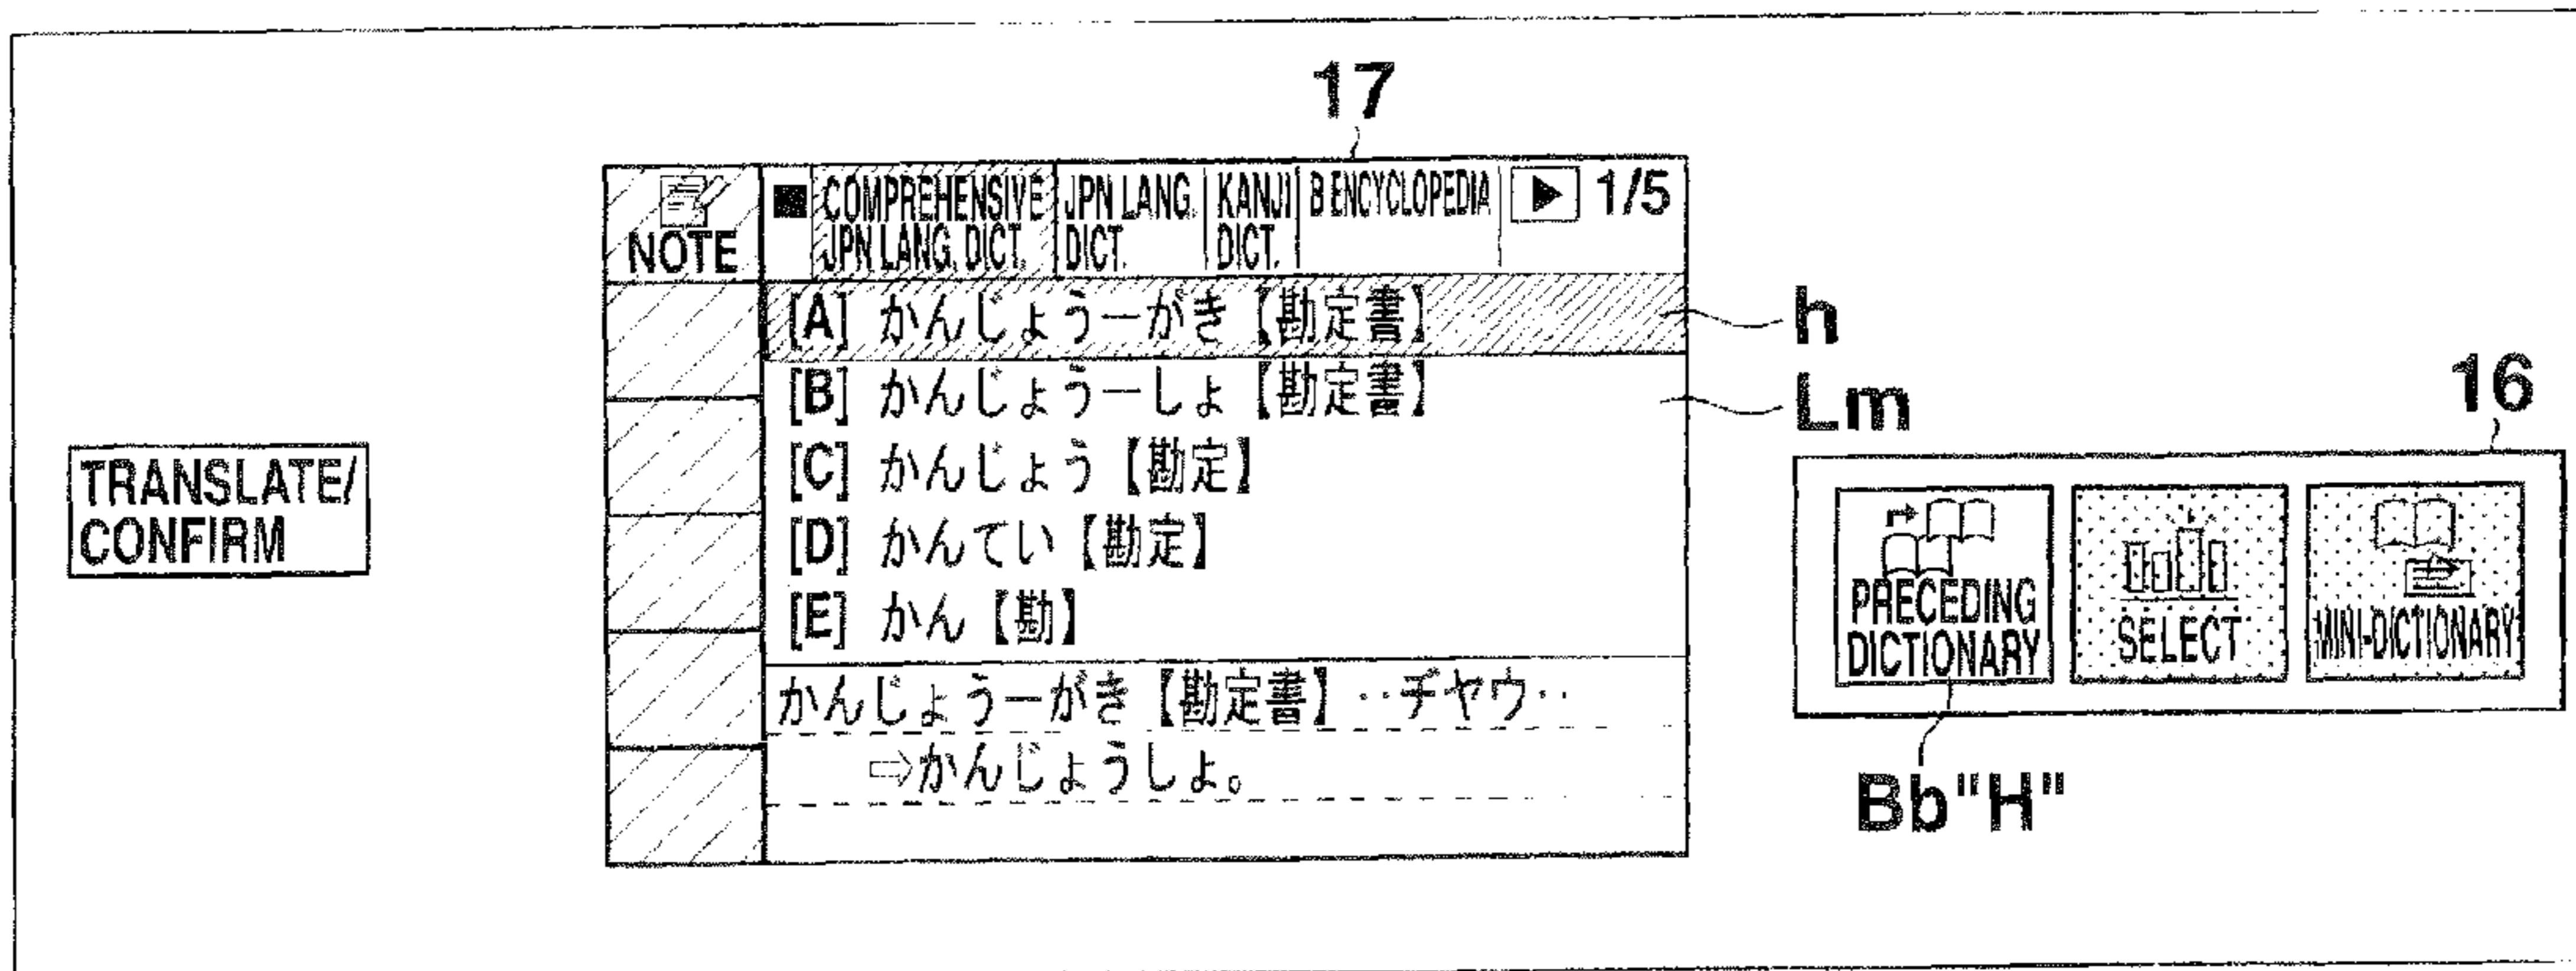 17
NOTE
■ COMPREHENSIVE JPN LANG. DICT. JPN LANG. DICT. KANJI DICT. B ENCYCLOPEDIA ▶ 1/5
[A] かんじょうーがき【勘定書】
h
[B] かんじょうーしょ【勘定書】
Lm
[C] かんじょう【勘定】
[D] かんてい【勘定】
[E] かん【勘】
かんじょうーがき【勘定書】‥チヤウ‥
⇨かんじょうしょ。
TRANSLATE/
CONFIRM
16
PRECEDING
DICTIONARY
SELECT
MINI-DICTIONARY
Bb"H"